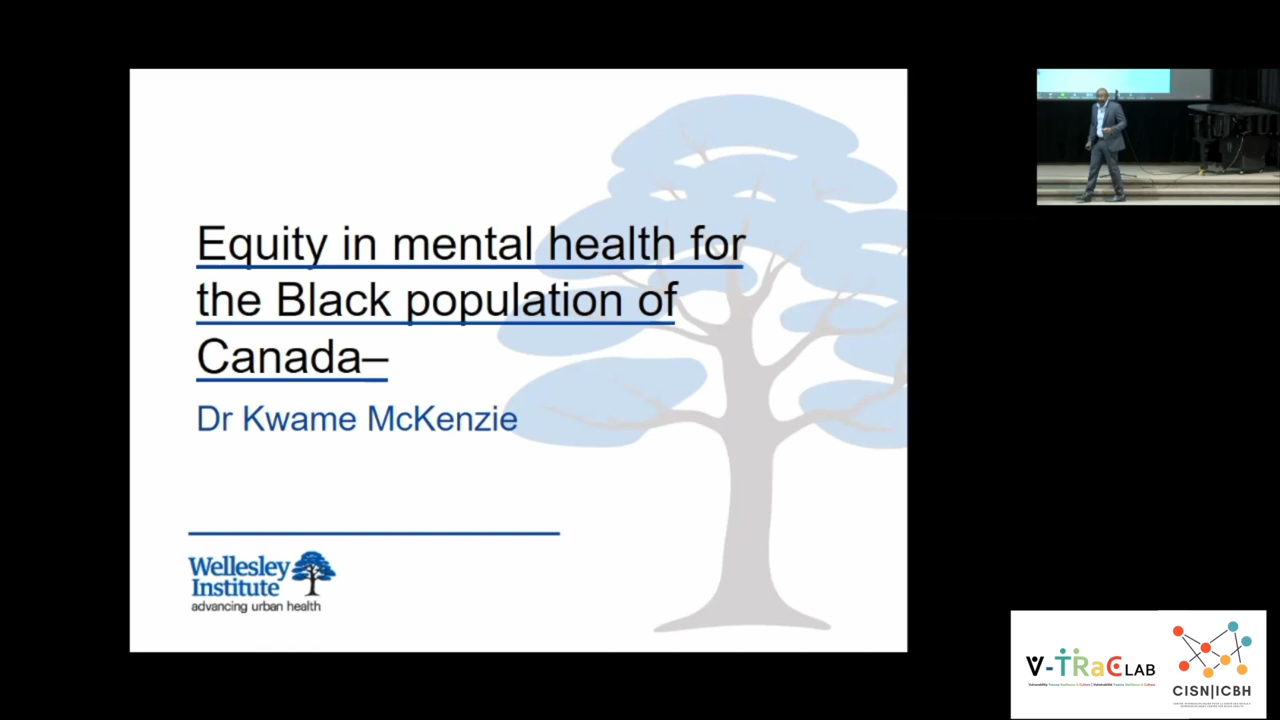 Equity in mental health for
the Black population of
Canada–
Dr Kwame McKenzie
Wellesley
Institute
advancing urban health
V-TRaC LAB
CISN|ICBH